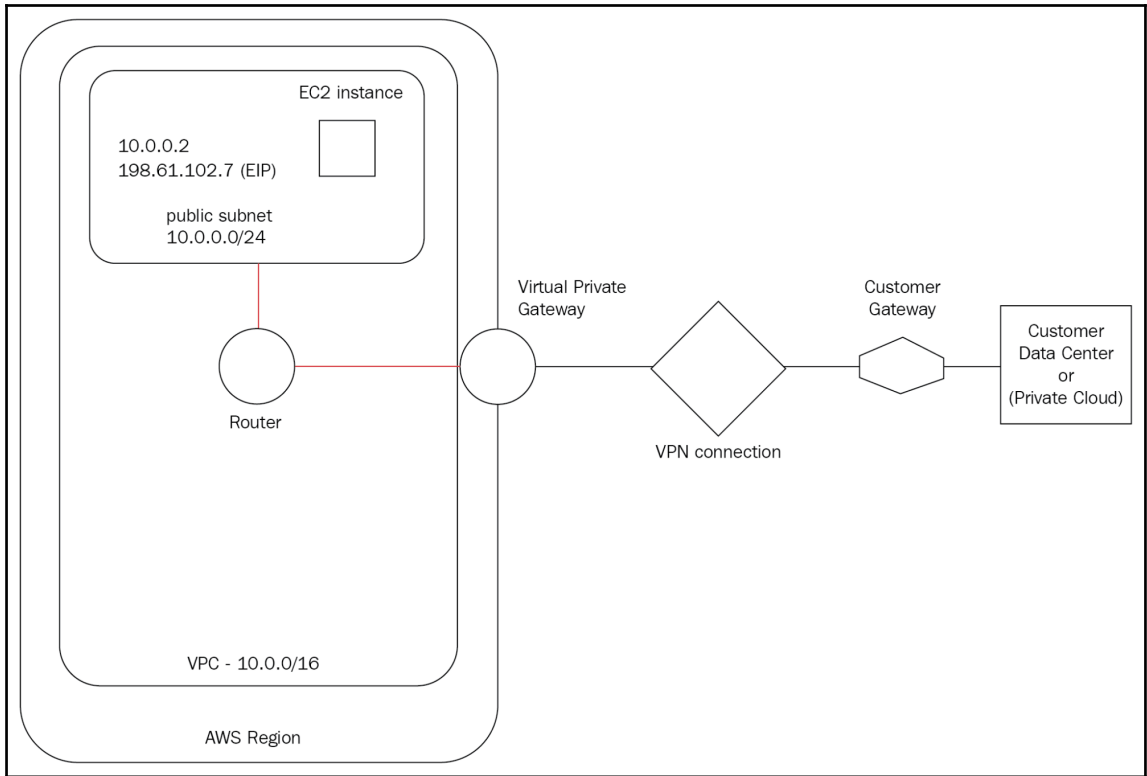 EC2 instance
10.0.0.2
198.61.102.7 (EIP)
public subnet
10.0.0.0/24
Virtual Private
Gateway
Customer
Gateway
Customer
Data Center
or
(Private Cloud)
Router
VPN connection
VPC - 10.0.0/16
AWS Region